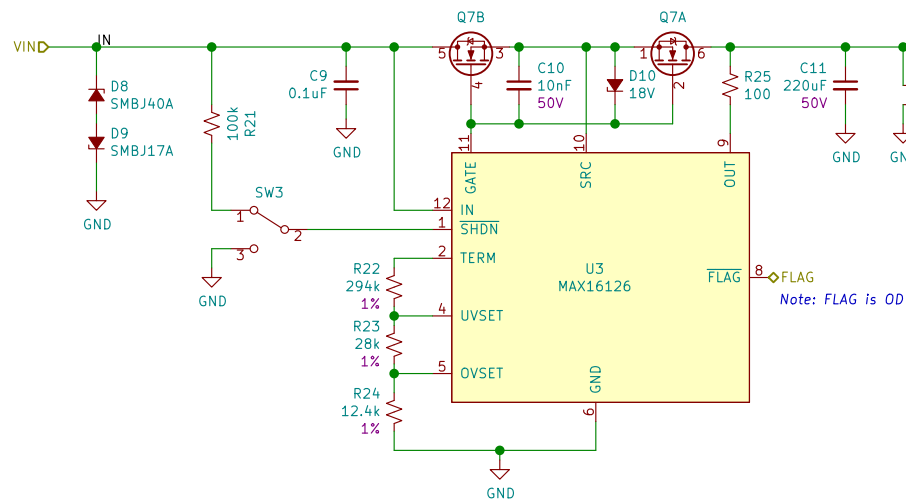 Q7B
Q7A
VIN
IN
5
3
1
6
4
2
D8
SMBJ40A
D9
SMBJ17A
GND
100k
R21
C9
0.1uF
GND
C10
10nF
50V
D10
18V
R25
100
C11
220uF
50V
GND
SW3
1
2
3
GND
11
10
9
GATE
SRC
OUT
12
IN
1
SHDN
2
TERM
R22
294k
1%
4
UVSET
R23
28k
1%
5
OVSET
R24
12.4k
1%
U3
MAX16126
FLAG
8
FLAG
Note: FLAG is OD
GND
6
GND